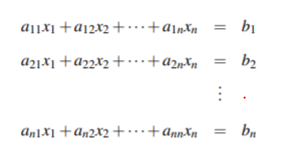 a₁₁x₁ + a₁₂x₂ + ⋯ + a₁ₙxₙ = b₁
a₂₁x₁ + a₂₂x₂ + ⋯ + a₂ₙxₙ = b₂
⋮ .
aₙ₁x₁ + aₙ₂x₂ + ⋯ + aₙₙxₙ = bₙ